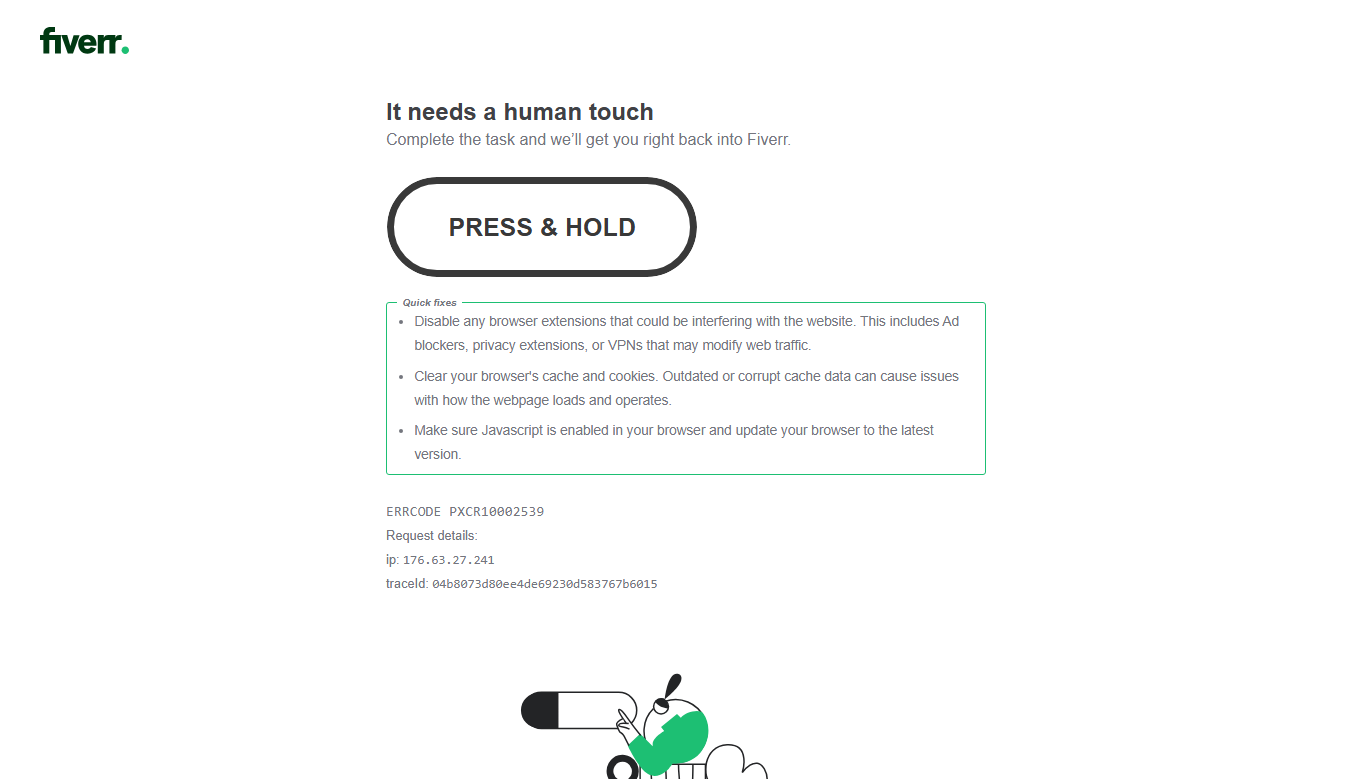 fiverr.
It needs a human touch
Complete the task and we’ll get you right back into Fiverr.
PRESS & HOLD
Quick fixes
• Disable any browser extensions that could be interfering with the website. This includes Ad
blockers, privacy extensions, or VPNs that may modify web traffic.
• Clear your browser's cache and cookies. Outdated or corrupt cache data can cause issues
with how the webpage loads and operates.
• Make sure Javascript is enabled in your browser and update your browser to the latest
version.
ERRCODE PXCR10002539
Request details:
ip: 176.63.27.241
traceId: 04b8073d80ee4de69230d583767b6015